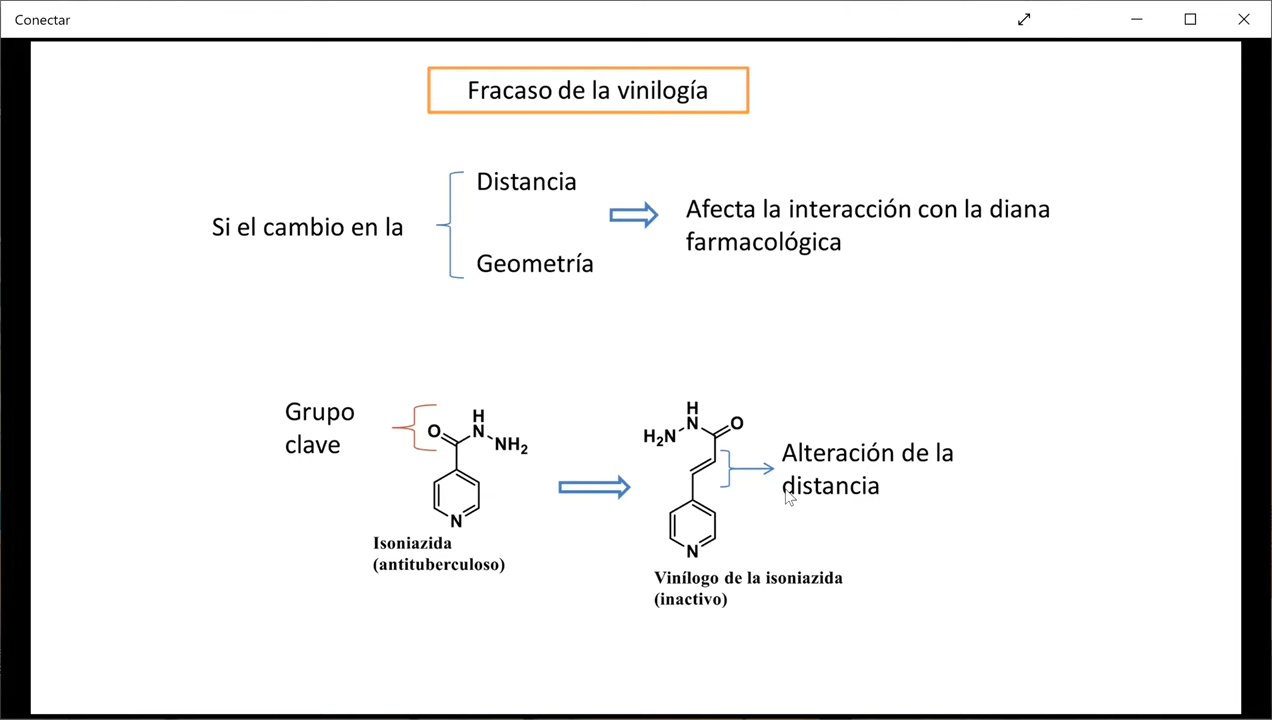 Conectar
Fracaso de la vinilogía
Si el cambio en la
Distancia
Geometría
Afecta la interacción con la diana
farmacológica
Grupo
clave
O
H
N
NH₂
N
Isoniazida
(antituberculoso)
H
N
H₂N
O
N
Alteración de la
distancia
Vinílogo de la isoniazida
(inactivo)